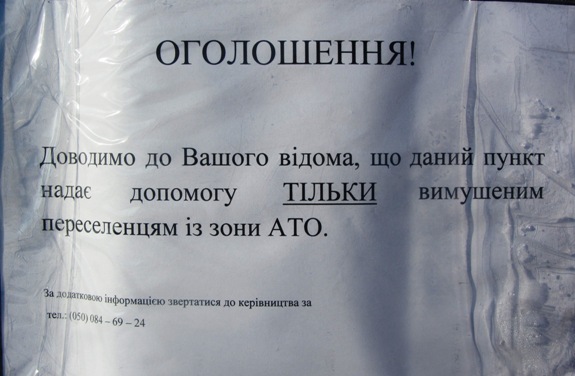 ОГОЛОШЕННЯ!
Доводимо до Вашого відома, що даний пункт
надає допомогу ТІЛЬКИ вимушеним
переселенцям із зони АТО.
За додатковою інформацією звертатися до керівництва за
тел.: (050) 084 – 69 – 24